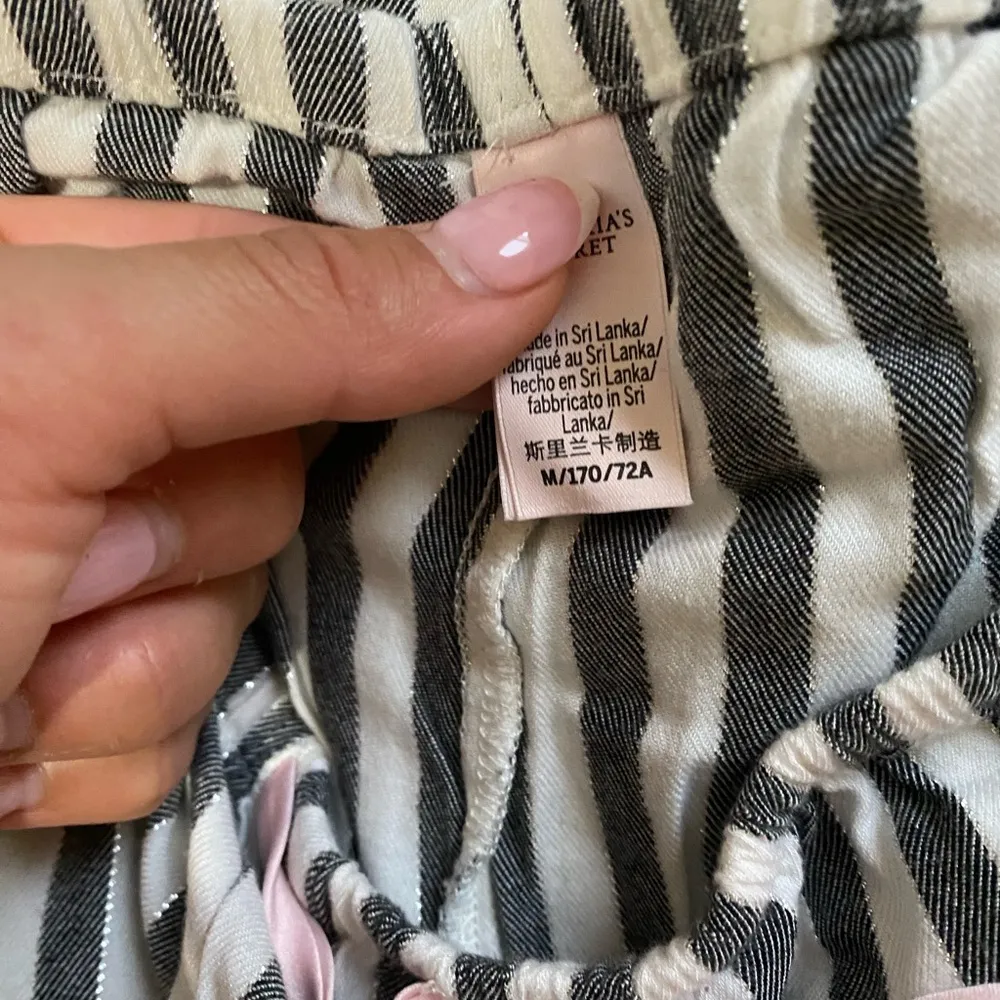 IA'S
RET
de in Sri Lanka/
abriqué au Sri Lanka/
hecho en Sri Lanka/
fabbricato in Sri
Lanka/
斯里兰卡制造
M/170/72A